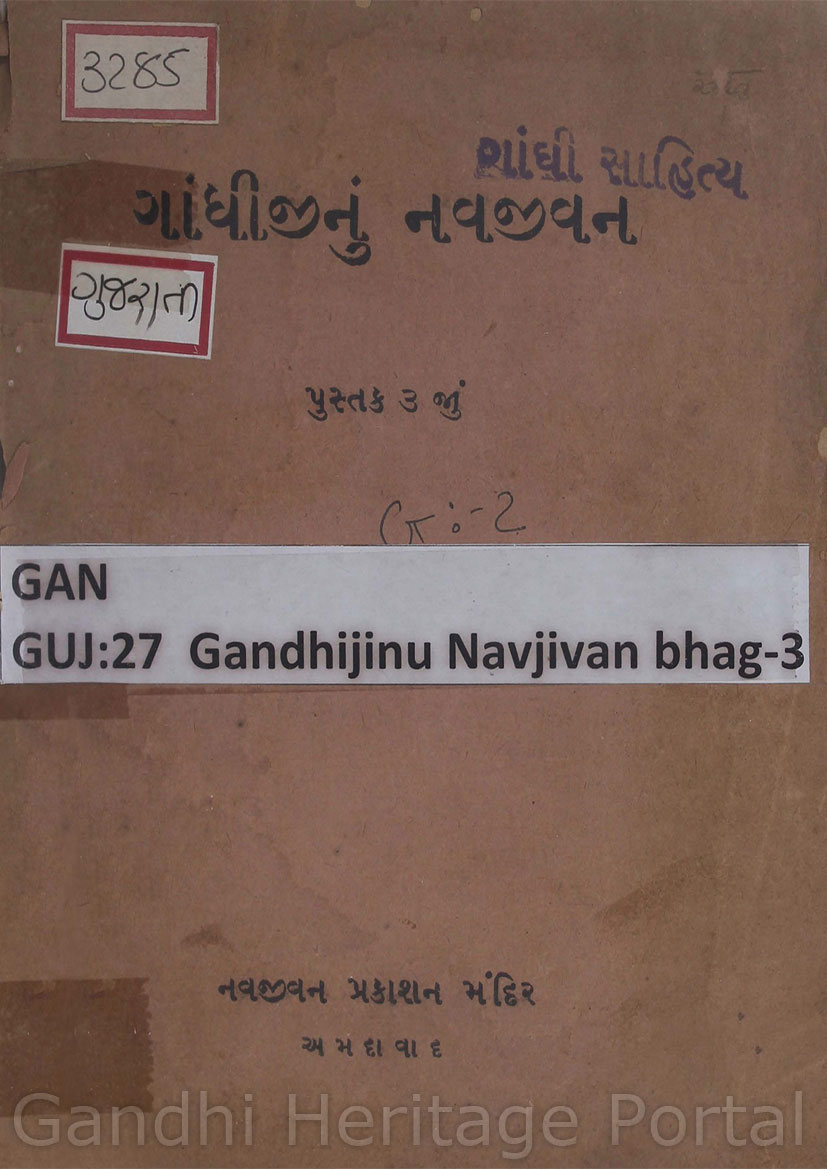 3285
ગાંધી સાહિત્ય
ગાંધીજીનું નવજીવન
ગુજરાતી
પુસ્તક ૩ જું
GAN
GUJ:27 Gandhijinu Navjivan bhag-3
નવજીવન પ્રકાશન મંદિર
અમદાવાદ
Gandhi Heritage Portal